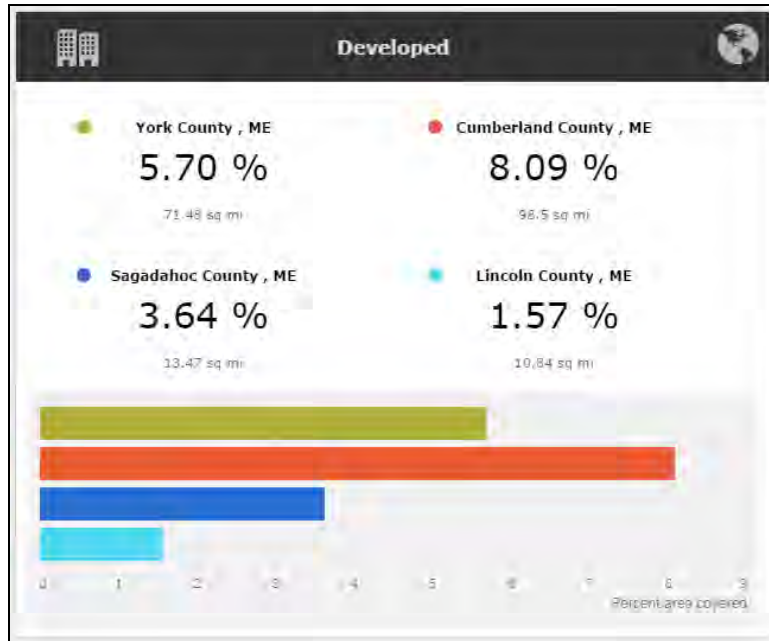 Developed
York County , ME
5.70 %
71.48 sq mi
Cumberland County , ME
8.09 %
98.5 sq mi
Sagadahoc County , ME
3.64 %
13.47 sq mi
Lincoln County , ME
1.57 %
10.84 sq mi
0 1 2 3 4 5 6 7 8 9
Percent area covered